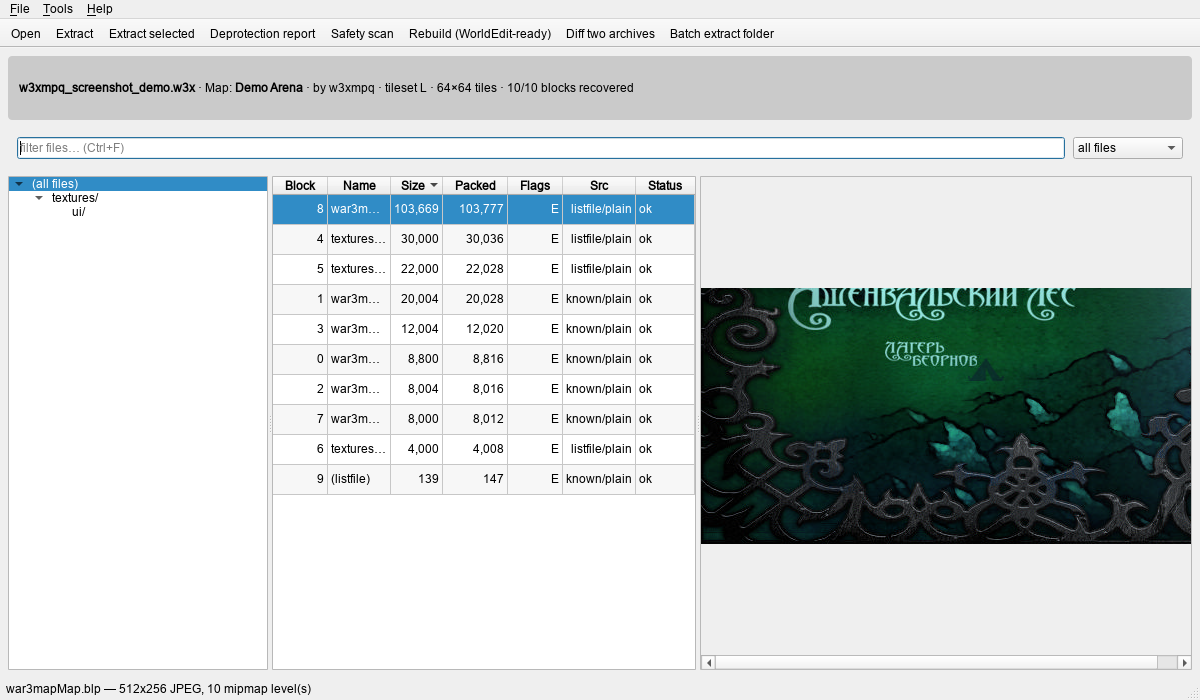 File Tools Help
Open Extract Extract selected Deprotection report Safety scan Rebuild (WorldEdit-ready) Diff two archives Batch extract folder
w3xmpq_screenshot_demo.w3x · Map: Demo Arena · by w3xmpq · tileset L · 64×64 tiles · 10/10 blocks recovered
filter files… (Ctrl+F) all files
(all files)
textures/
ui/
Block Name Size Packed Flags Src Status
8 war3m… 103,669 103,777 E listfile/plain ok
4 textures… 30,000 30,036 E listfile/plain ok
5 textures… 22,000 22,028 E listfile/plain ok
1 war3m… 20,004 20,028 E known/plain ok
3 war3m… 12,004 12,020 E known/plain ok
0 war3m… 8,800 8,816 E known/plain ok
2 war3m… 8,004 8,016 E known/plain ok
7 war3m… 8,000 8,012 E known/plain ok
6 textures… 4,000 4,008 E listfile/plain ok
9 (listfile) 139 147 E known/plain ok
Ашенвальский лес
лагерь
беорнов
war3mapMap.blp — 512x256 JPEG, 10 mipmap level(s)